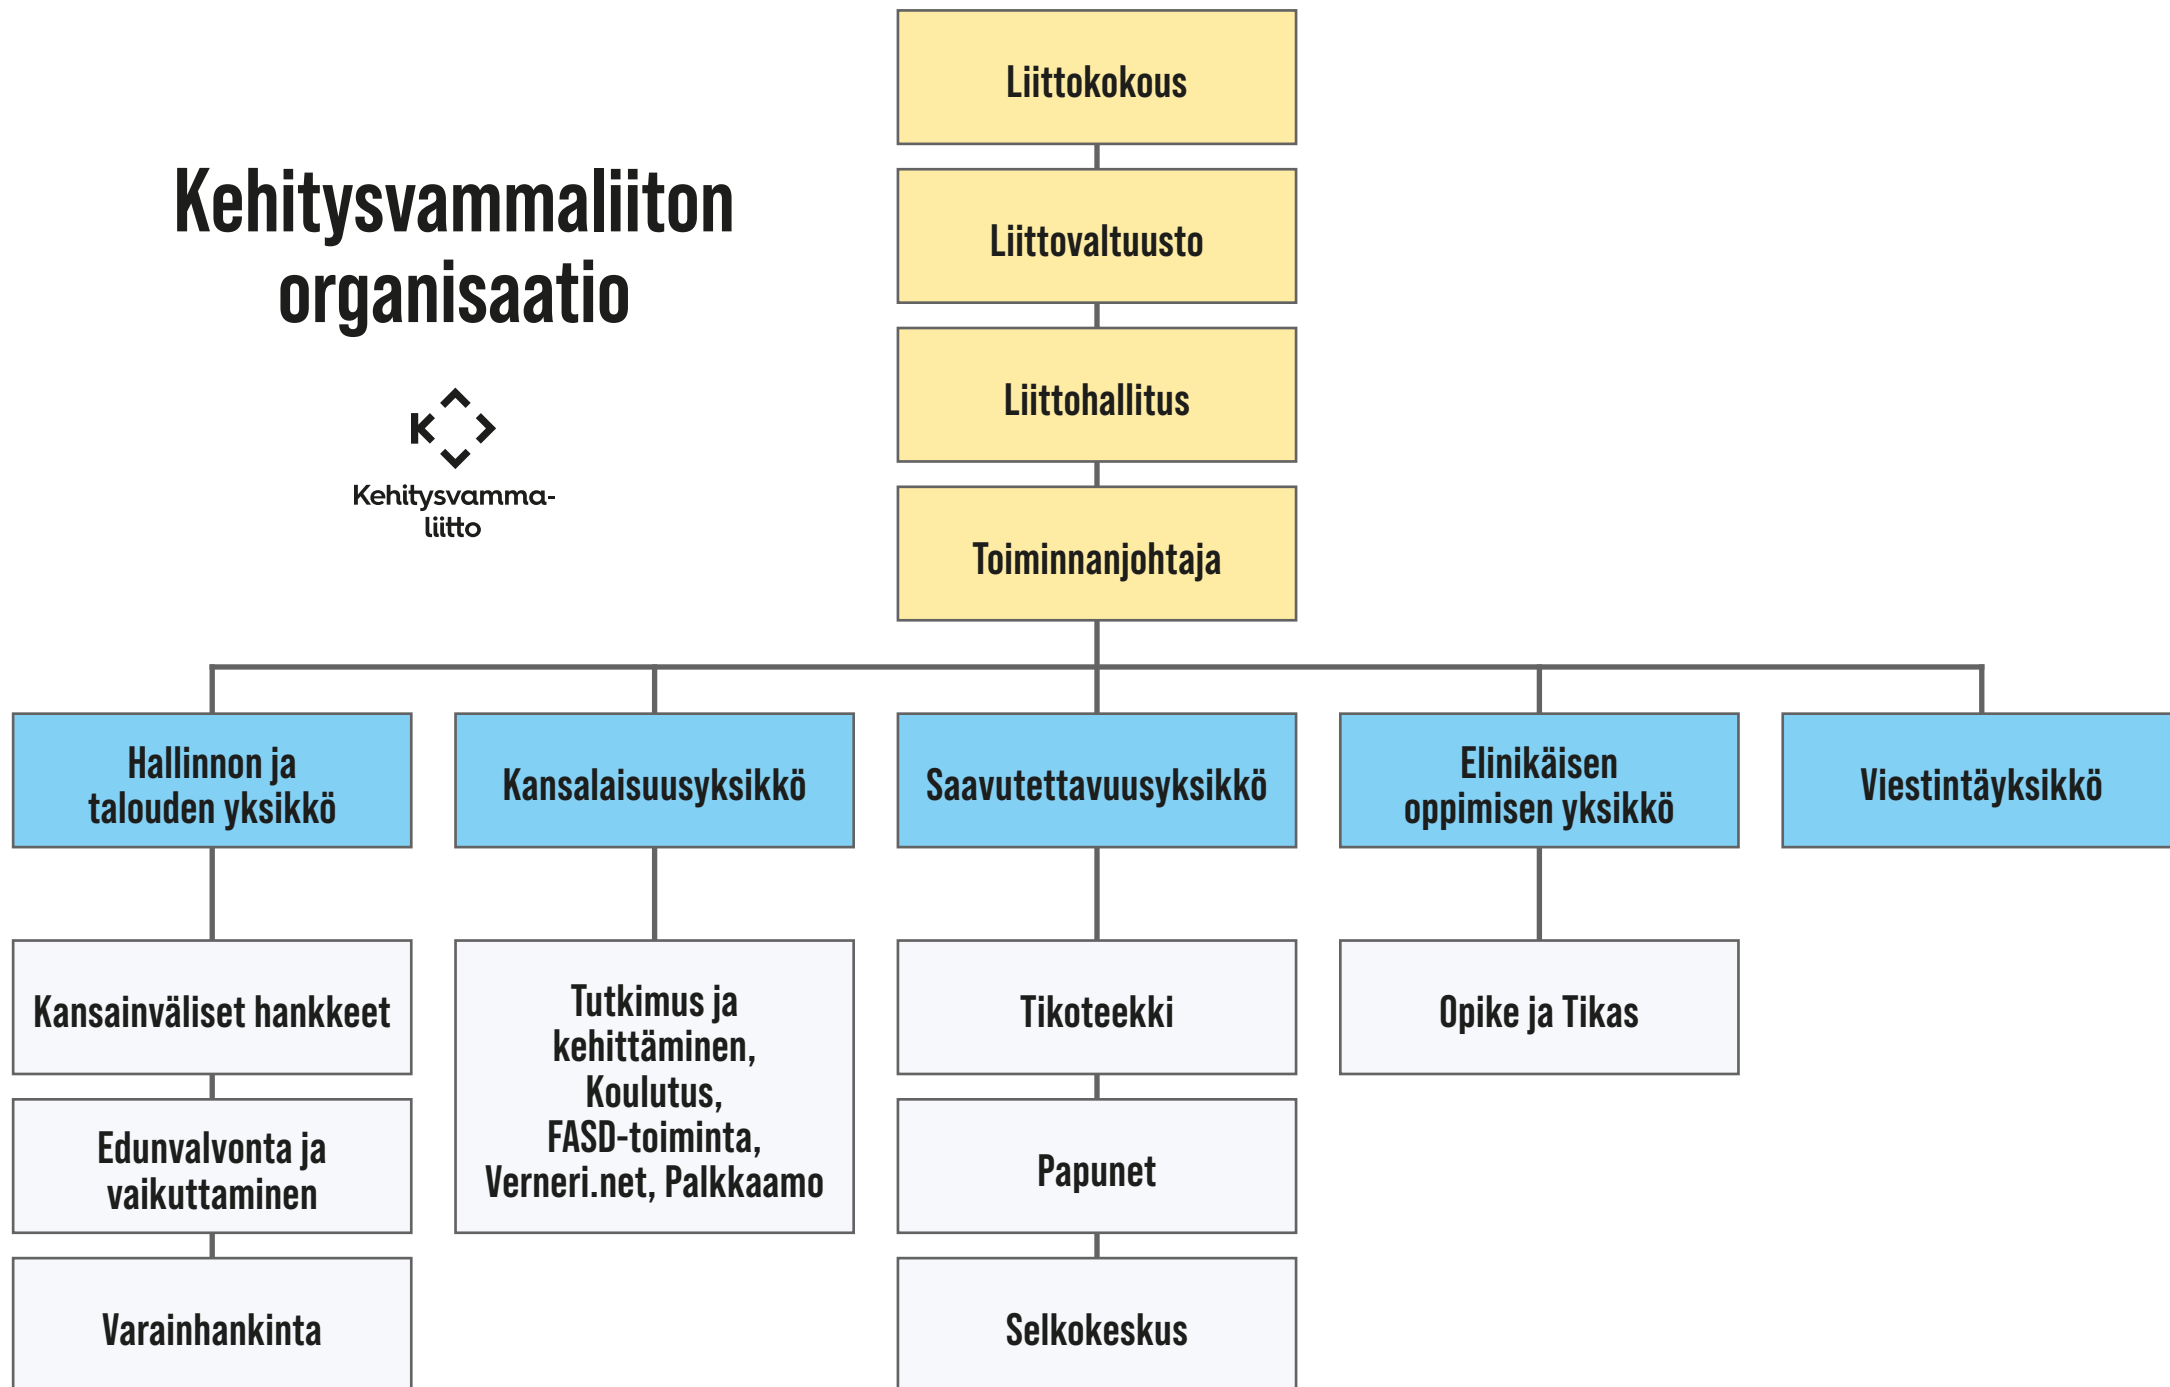 Kehitysvammaliiton
organisaatio
Kehitysvamma-
liitto
Liittokokous
Liittovaltuusto
Liittohallitus
Toiminnanjohtaja
Hallinnon ja
talouden yksikkö
Kansalaisuusyksikkö
Saavutettavuusyksikkö
Elinikäisen
oppimisen yksikkö
Viestintäyksikkö
Kansainväliset hankkeet
Edunvalvonta ja
vaikuttaminen
Varainhankinta
Tutkimus ja
kehittäminen,
Koulutus,
FASD-toiminta,
Verneri.net, Palkkaamo
Tikoteekki
Papunet
Selkokeskus
Opike ja Tikas